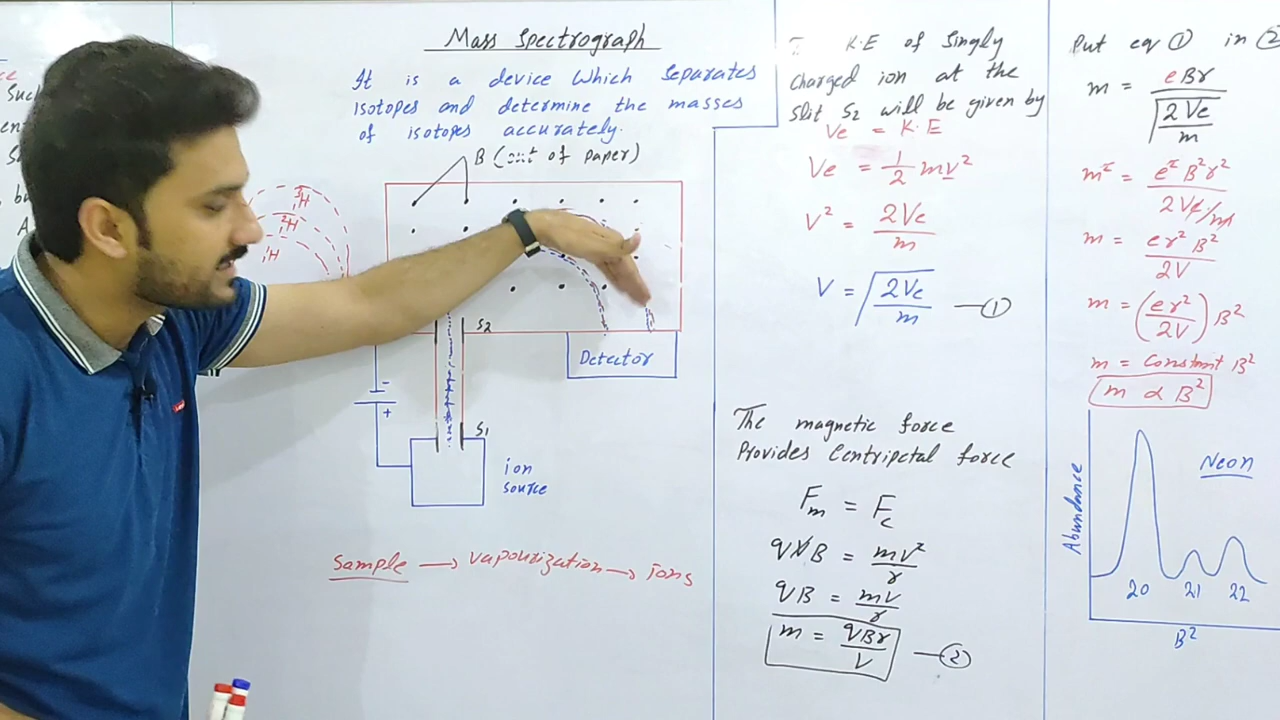 Mass Spectrograph
It is a device which separates
isotopes and determine the masses
of isotopes accurately.
B (out of paper)
³H
H²
H¹
S₂
Detector
-
+
S₁
ion
source
Sample → vapourization → ions
K.E of Singly
charged ion at the
slit S₂ will be given by
Ve = K.E
Ve = 1/2 mv²
V² = 2Ve/m
V = √(2Ve/m) — ①
The magnetic force
Provides Centripetal force
Fm = Fc
qVB = mv²/r
qB = mv/r
m = qBr/V — ②
Put eq ① in ②
m = eBr/√(2Ve/m)
m² = e²B²r²/(2Ve/m)
m = er²B²/2V
m = (er²/2V) B²
m = Constant B²
m ∝ B²
Neon
Abundance
20 21 22
B²